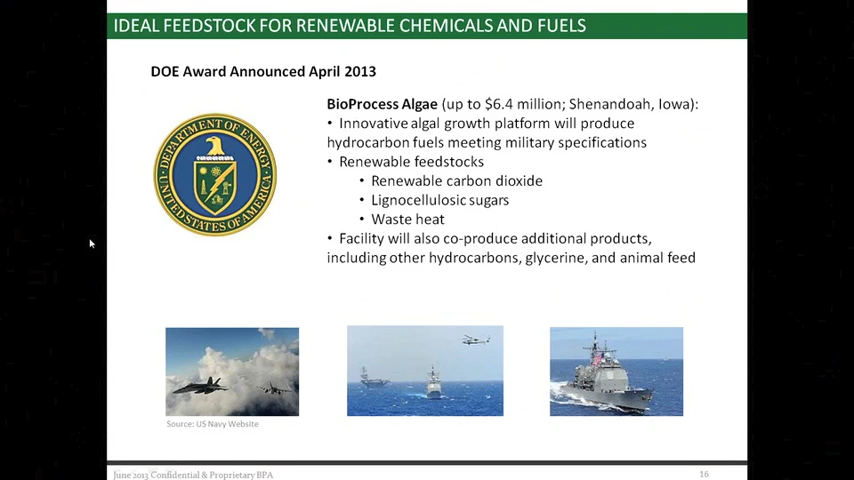 IDEAL FEEDSTOCK FOR RENEWABLE CHEMICALS AND FUELS
DOE Award Announced April 2013
BioProcess Algae (up to $6.4 million; Shenandoah, Iowa):
• Innovative algal growth platform will produce
hydrocarbon fuels meeting military specifications
• Renewable feedstocks
• Renewable carbon dioxide
• Lignocellulosic sugars
• Waste heat
• Facility will also co-produce additional products,
including other hydrocarbons, glycerine, and animal feed
DEPARTMENT OF ENERGY
UNITED STATES OF AMERICA
Source: US Navy Website
June 2013 Confidential & Proprietary BPA
16